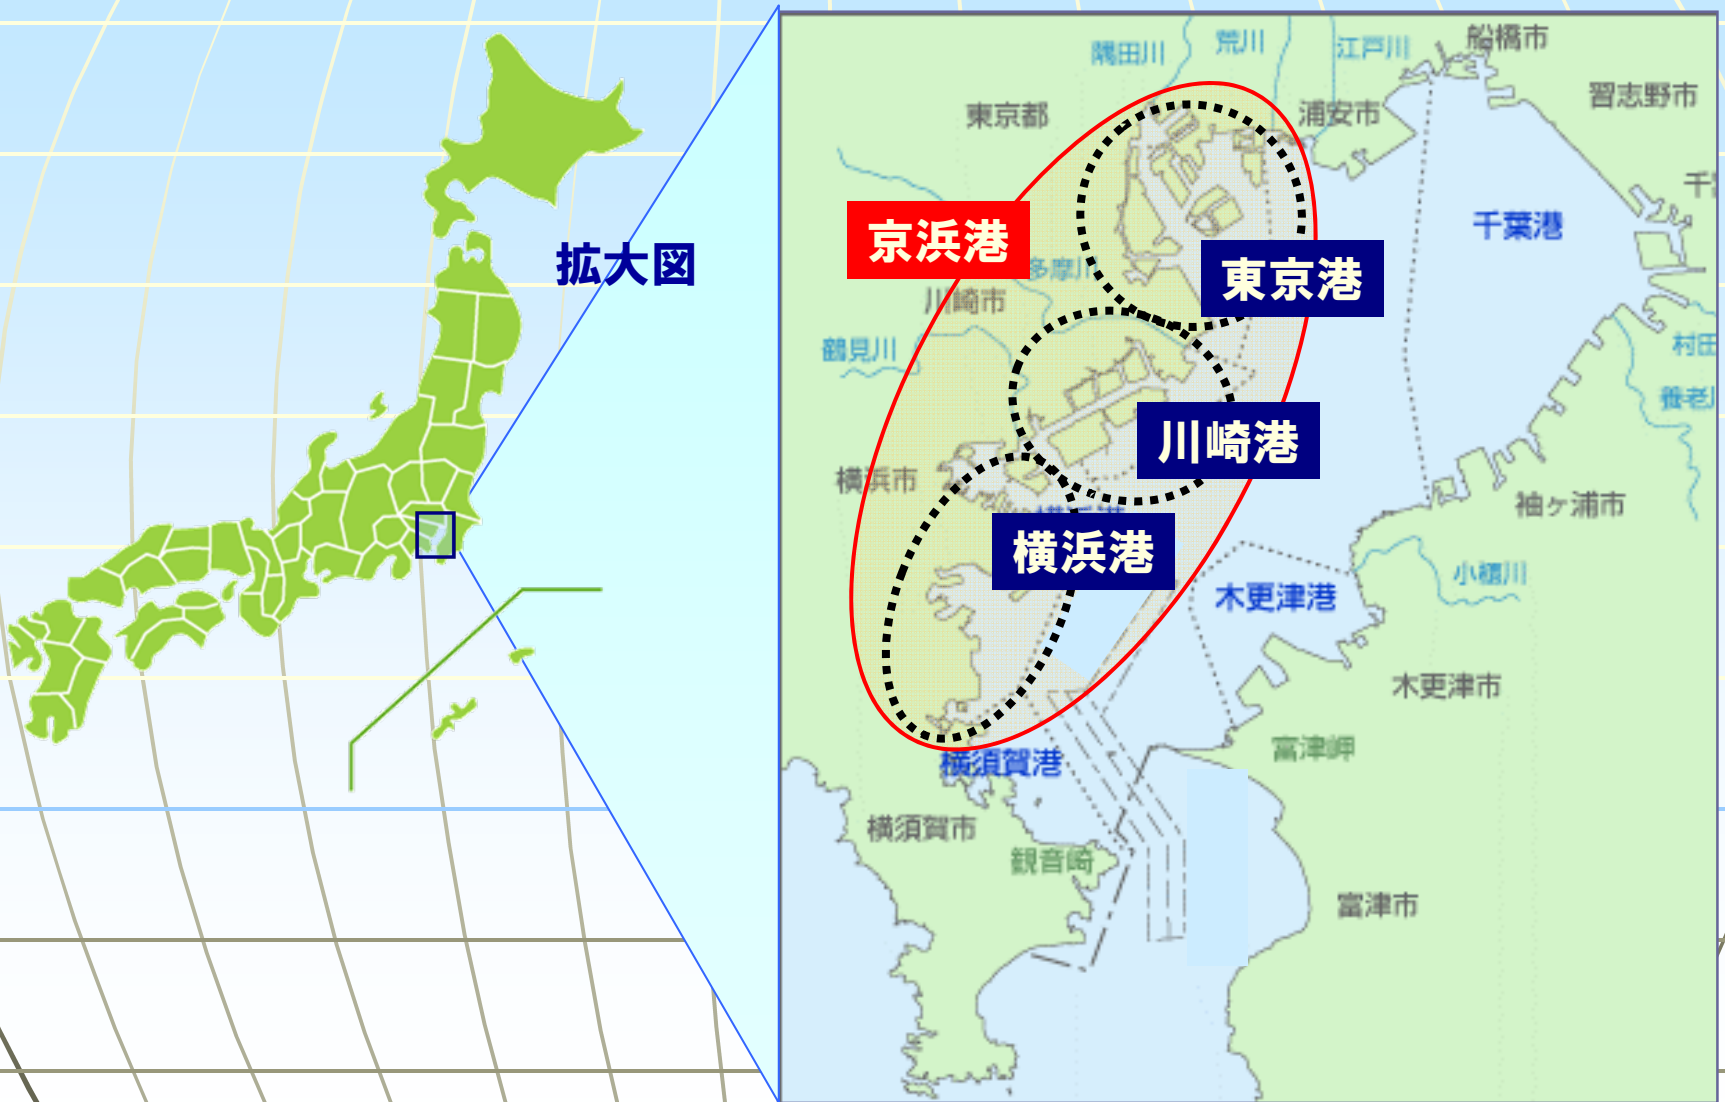 拡大図
隅田川
荒川
江戸川
船橋市
習志野市
東京都
浦安市
千葉港
京浜港
多摩川
東京港
川崎市
鶴見川
養老川
川崎港
横浜市
横浜港
袖ヶ浦市
小櫃川
木更津港
木更津市
富津岬
横須賀港
横須賀市
観音崎
富津市